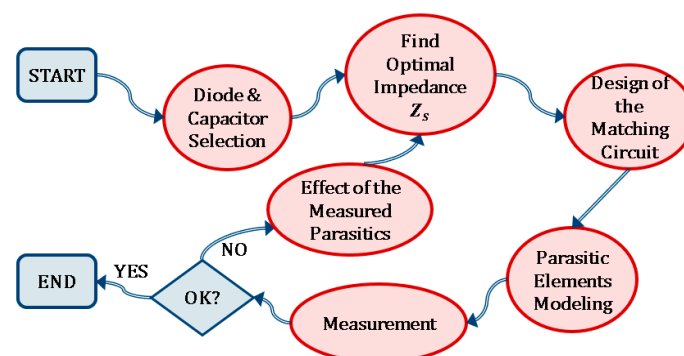 START
Diode &
Capacitor
Selection
Find
Optimal
Impedance
Zs
Design of
the
Matching
Circuit
Parasitic
Elements
Modeling
Measurement
OK?
NO
Effect of the
Measured
Parasitics
YES
END